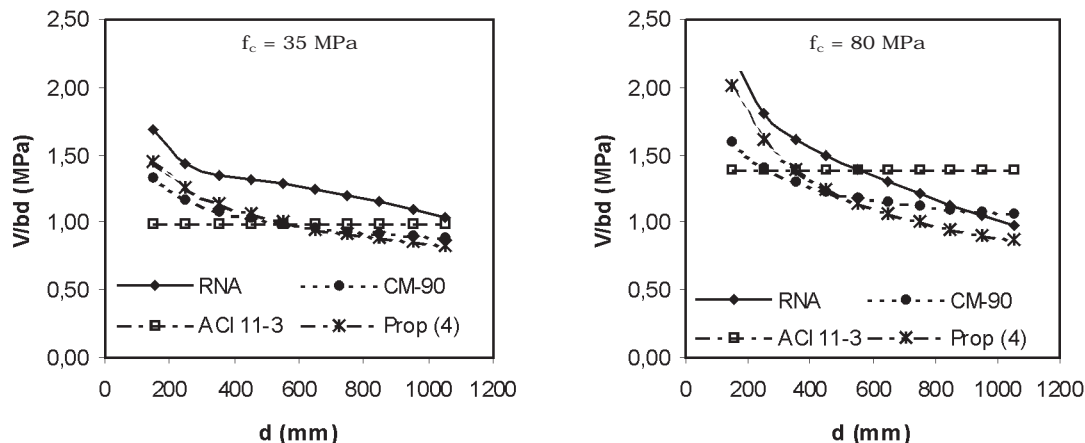 f_c = 35 MPa
V/bd (MPa)
2,50
2,00
1,50
1,00
0,50
0,00
RNA
CM-90
ACI 11-3
Prop (4)
0 200 400 600 800 1000 1200
d (mm)
f_c = 80 MPa
V/bd (MPa)
2,50
2,00
1,50
1,00
0,50
0,00
RNA
CM-90
ACI 11-3
Prop (4)
0 200 400 600 800 1000 1200
d (mm)